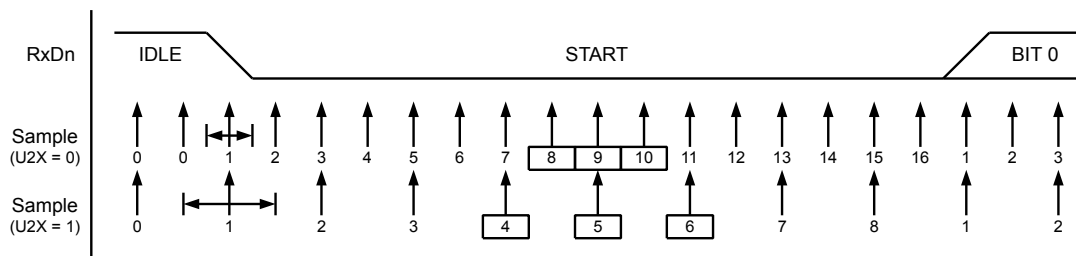 RxDn IDLE START BIT 0
Sample
(U2X = 0) 0 0 1 2 3 4 5 6 7 8 9 10 11 12 13 14 15 16 1 2 3
Sample
(U2X = 1) 0 1 2 3 4 5 6 7 8 1 2